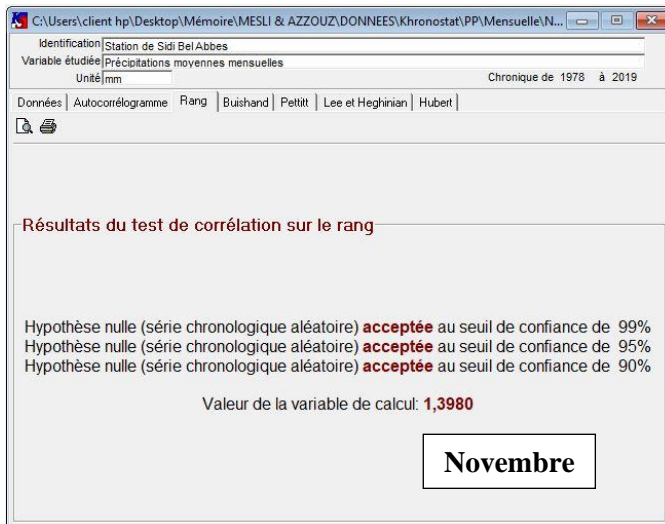 C:\Users\client hp\Desktop\Mémoire\MESLI & AZZOUZ\DONNEES\Khronostat\PP\Mensuelle\N...
Identification Station de Sidi Bel Abbes
Variable étudiée Précipitations moyennes mensuelles
Unité mm Chronique de 1978 à 2019
Données Autocorrélogramme Rang Buishand Pettitt Lee et Heghinian Hubert
Résultats du test de corrélation sur le rang
Hypothèse nulle (série chronologique aléatoire) acceptée au seuil de confiance de 99%
Hypothèse nulle (série chronologique aléatoire) acceptée au seuil de confiance de 95%
Hypothèse nulle (série chronologique aléatoire) acceptée au seuil de confiance de 90%
Valeur de la variable de calcul: 1,3980
Novembre